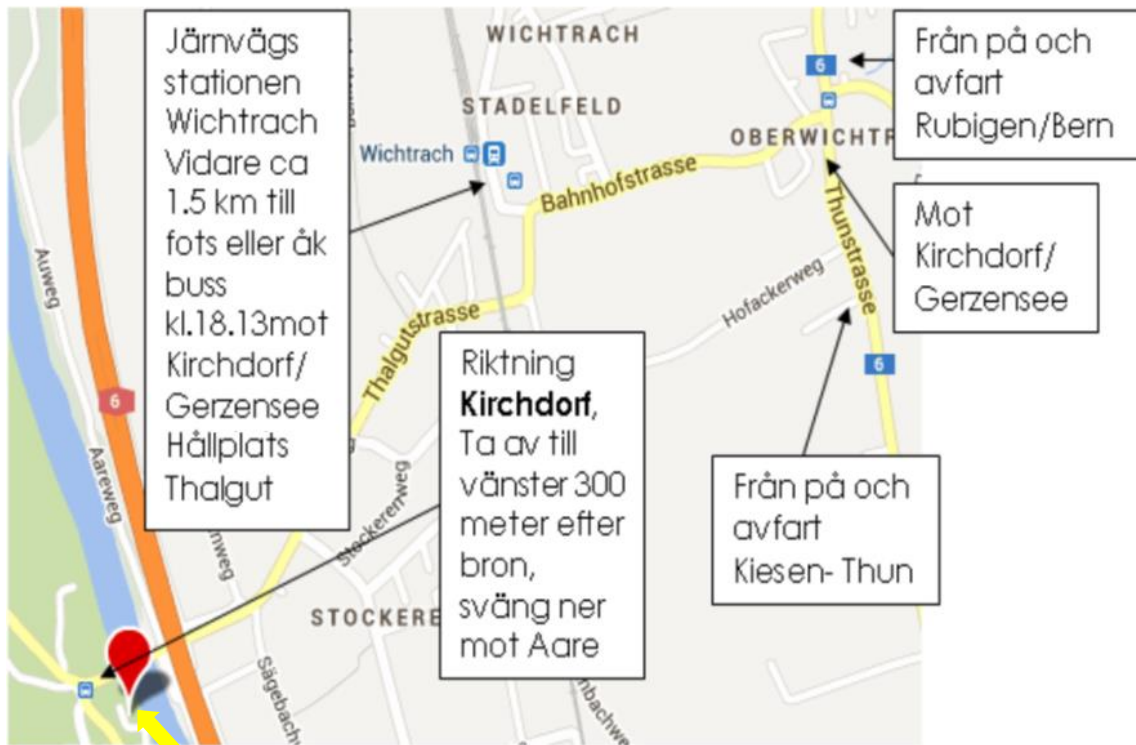 Järnvägs
stationen
Wichtrach
Vidare ca
1.5 km till
fots eller åk
buss
kl.18.13mot
Kirchdorf/
Gerzensee
Hållplats
Thalgut
WICHTRACH
STADELFELD
Wichtrach
Bahnhofstrasse
6
OBERWICHTR
Från på och
avfart
Rubigen/Bern
Mot
Kirchdorf/
Gerzensee
Thunstrasse
Hofackerweg
6
Auweg
Thalgutstrasse
6
Aareweg
Riktning
Kirchdorf,
Ta av till
vänster 300
meter efter
bron,
sväng ner
mot Aare
Från på och
avfart
Kiesen- Thun
Stockerenweg
STOCKERE
Sägebach